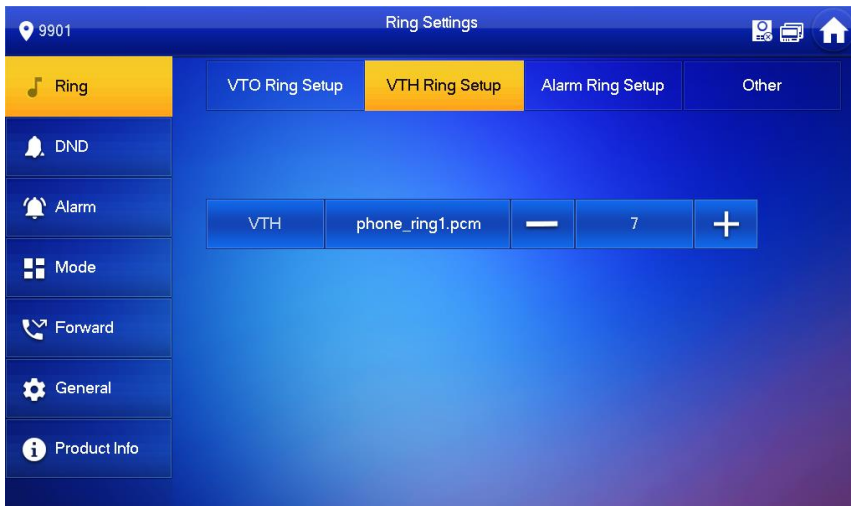 9901
Ring Settings
Ring
VTO Ring Setup
VTH Ring Setup
Alarm Ring Setup
Other
DND
Alarm
VTH
phone_ring1.pcm
7
Mode
Forward
General
Product Info